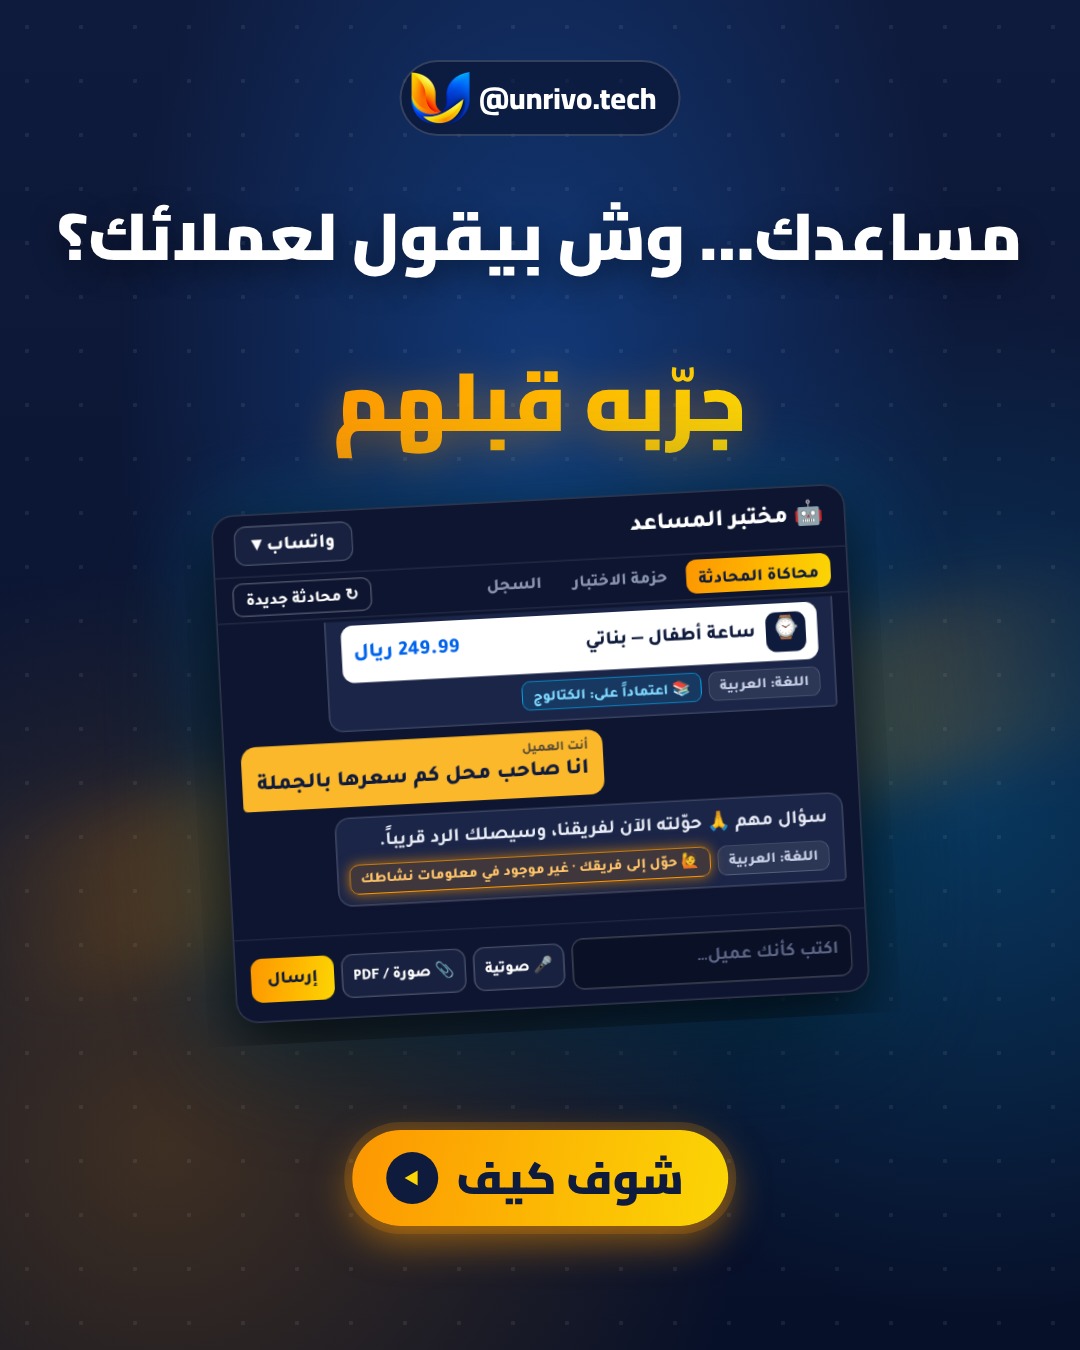 @unrivo.tech
مساعدك... وش بيقول لعملائك؟
جرّبه قبلهم
🤖 مختبر المساعد
واتساب ▾
محاكاة المحادثة
حزمة الاختبار
السجل
↻ محادثة جديدة
ساعة أطفال – بناتي
249.99 ريال
اللغة: العربية
📚 اعتماداً على: الكتالوج
أنت العميل
انا صاحب محل كم سعرها بالجملة
سؤال مهم 🙏 حوّلته الآن لفريقنا، وسيصلك الرد قريباً.
اللغة: العربية
🙋 حوّل إلى فريقك · غير موجود في معلومات نشاطك
اكتب كأنك عميل…
🎤 صوتية
📎 صورة / PDF
إرسال
شوف كيف